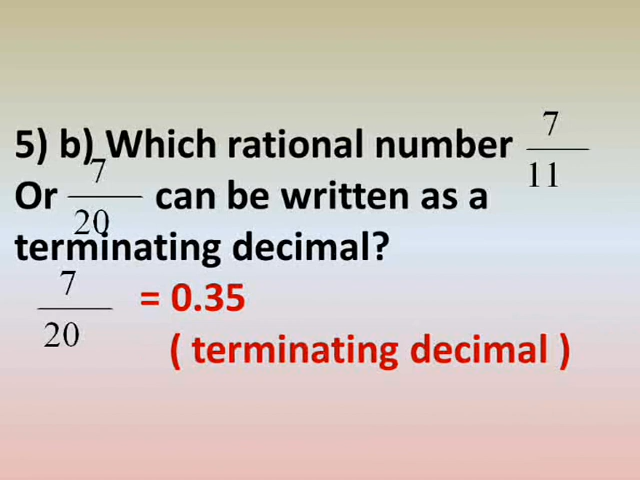 5) b) Which rational number 7/11
Or 7/20 can be written as a
terminating decimal?
7/20 = 0.35
( terminating decimal )